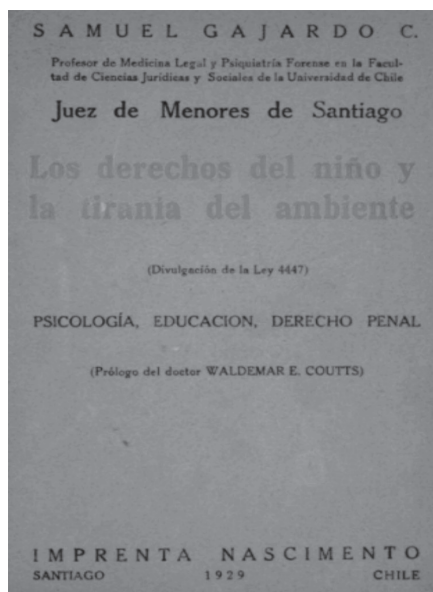 SAMUEL GAJARDO C.
Profesor de Medicina Legal y Psiquiatría Forense en la Facul-
tad de Ciencias Jurídicas y Sociales de la Universidad de Chile
Juez de Menores de Santiago
Los derechos del niño y
la tirania del ambiente
(Divulgación de la Ley 4447)
PSICOLOGÍA, EDUCACION, DERECHO PENAL
(Prólogo del doctor WALDEMAR E. COUTTS)
IMPRENTA NASCIMENTO
SANTIAGO 1929 CHILE